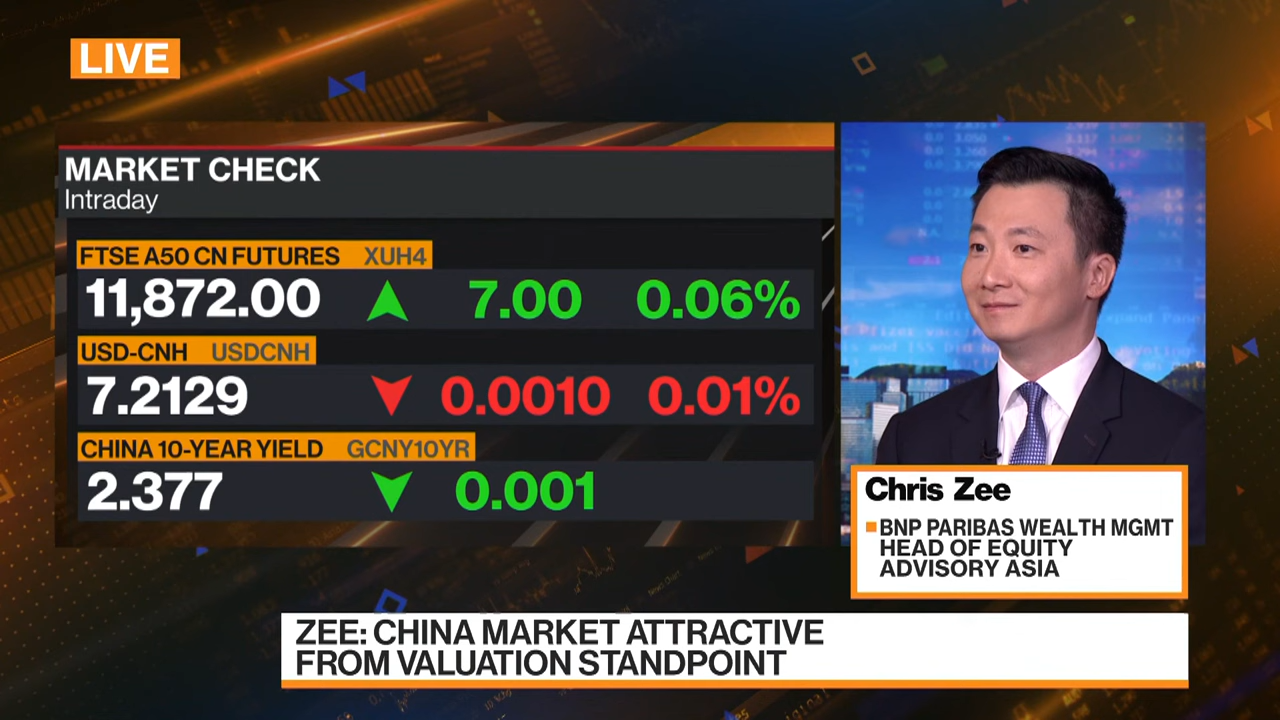 LIVE
MARKET CHECK
Intraday
FTSE A50 CN FUTURES XUH4
11,872.00 7.00 0.06%
USD-CNH USDCNH
7.2129 0.0010 0.01%
CHINA 10-YEAR YIELD GCNY10YR
2.377 0.001
Chris Zee
BNP PARIBAS WEALTH MGMT
HEAD OF EQUITY
ADVISORY ASIA
ZEE: CHINA MARKET ATTRACTIVE
FROM VALUATION STANDPOINT